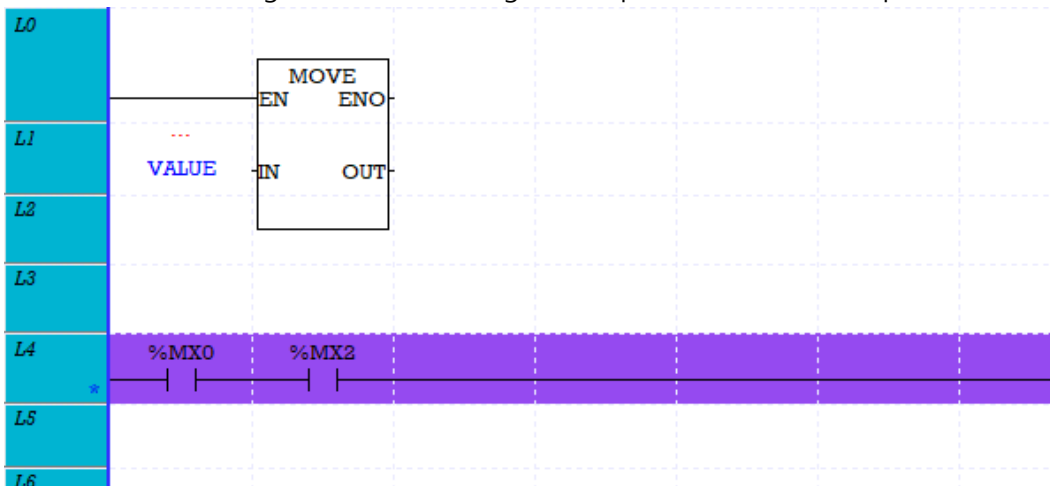 L0
MOVE
EN ENO
L1
---
VALUE IN OUT
L2
L3
L4 %MX0 %MX2
*
L5
L6